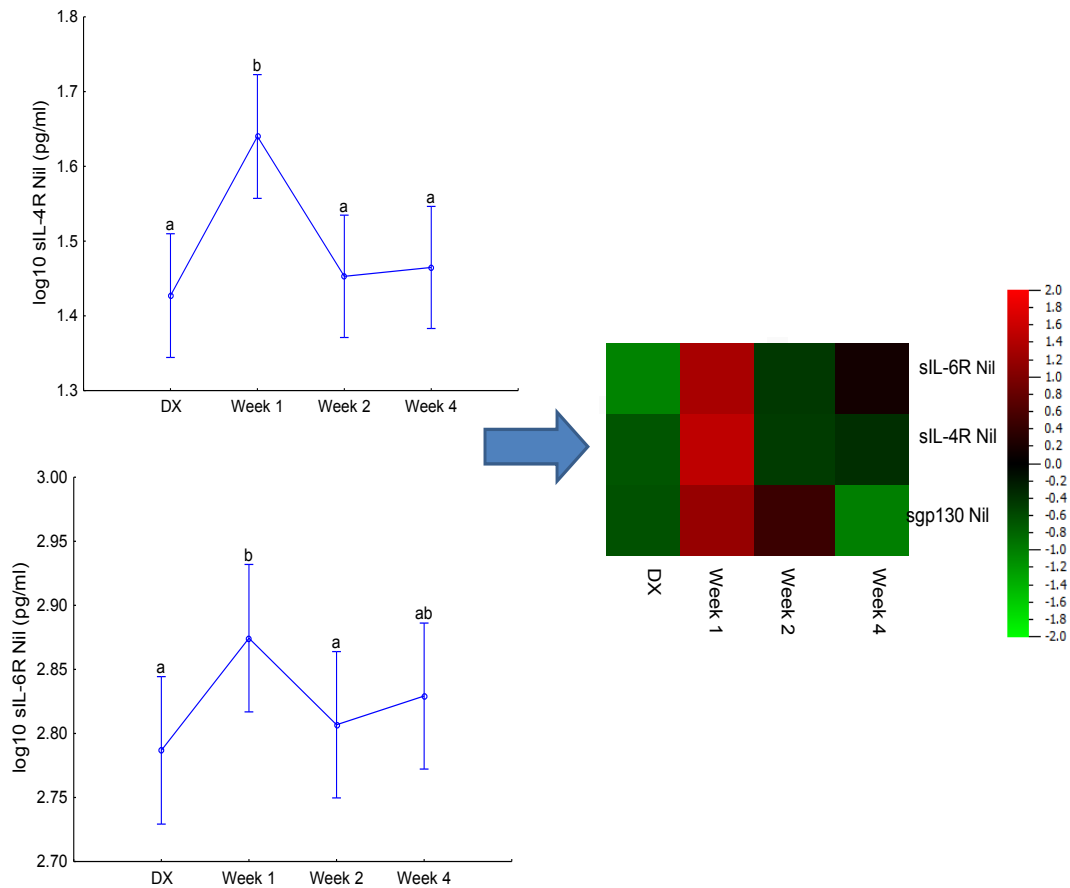 log10 sIL-4R Nil (pg/ml)
1.8
1.7
1.6
1.5
1.4
1.3
a
b
a
a
DX Week 1 Week 2 Week 4
log10 sIL-6R Nil (pg/ml)
3.00
2.95
2.90
2.85
2.80
2.75
2.70
a
b
a
ab
DX Week 1 Week 2 Week 4
sIL-6R Nil
sIL-4R Nil
sgp130 Nil
DX
Week 1
Week 2
Week 4
2.0
1.8
1.6
1.4
1.2
1.0
0.8
0.6
0.4
0.2
0.0
-0.2
-0.4
-0.6
-0.8
-1.0
-1.2
-1.4
-1.6
-1.8
-2.0